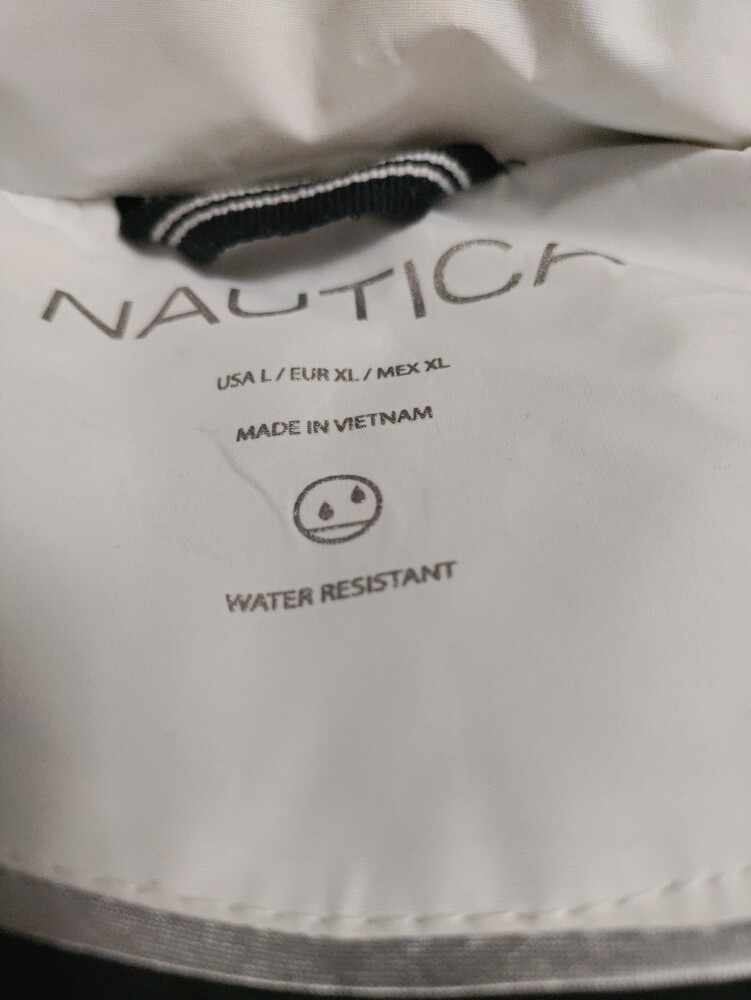 NAUTICA
USA L / EUR XL / MEX XL
MADE IN VIETNAM
WATER RESISTANT